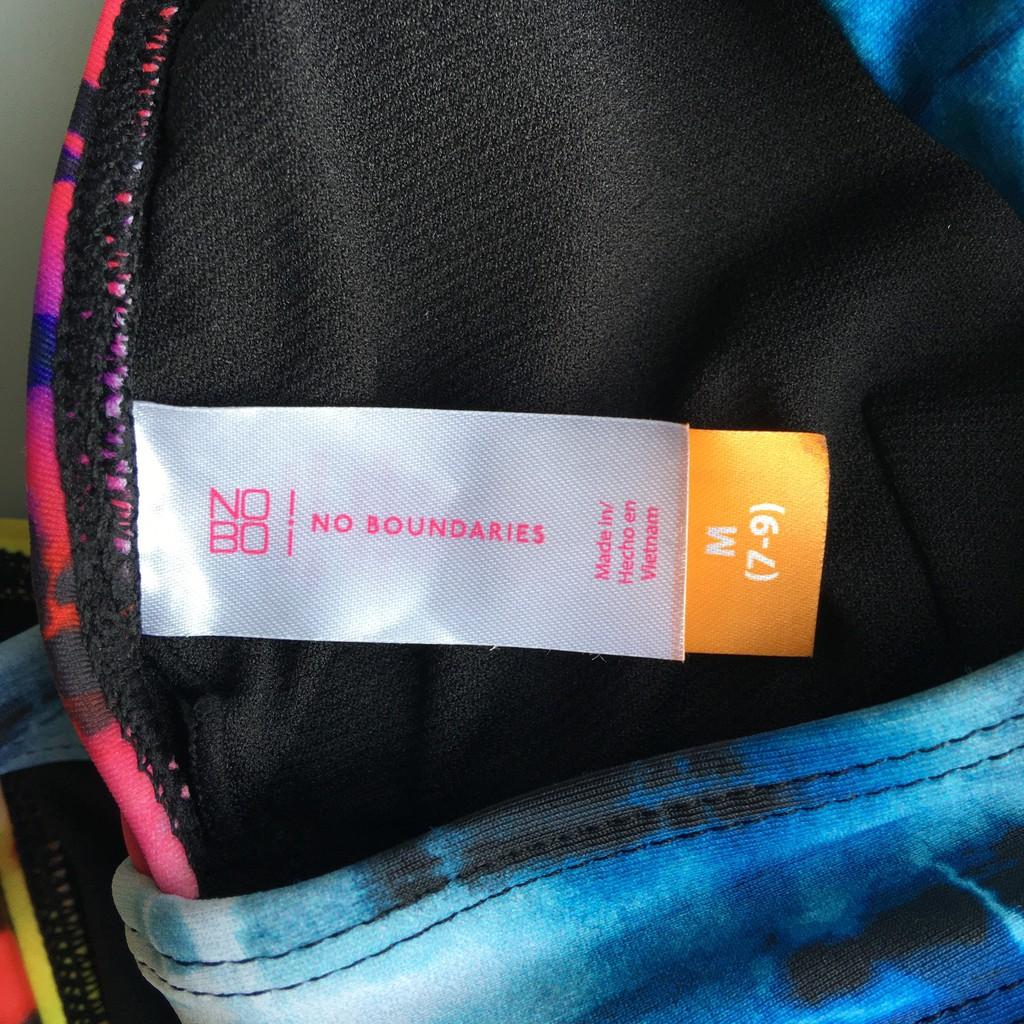 NO
BO
NO BOUNDARIES
Made in/
Hecho en
Vietnam
M
(7-9)